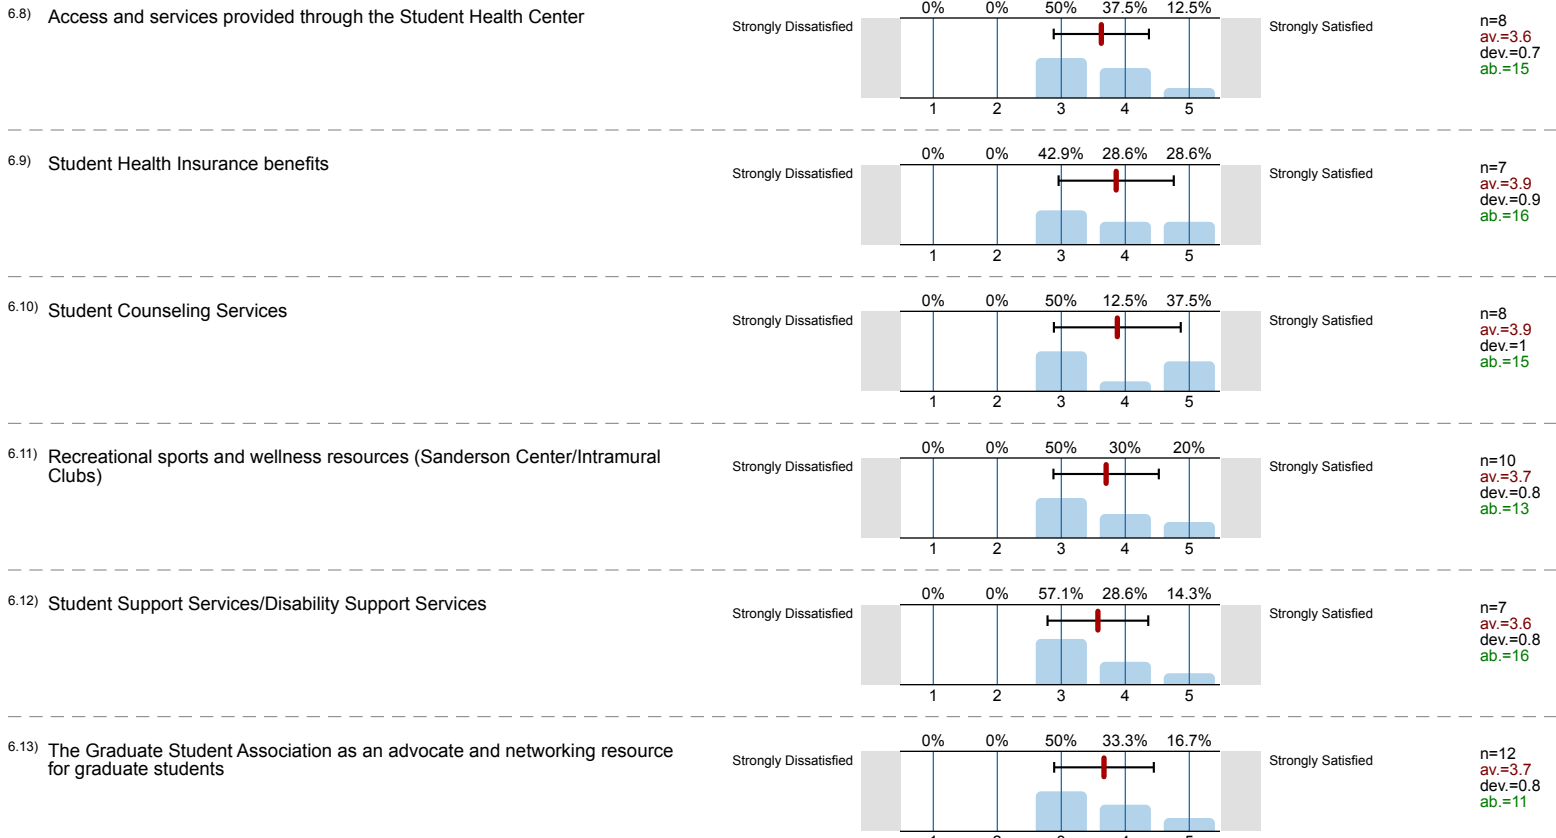 6.8) Access and services provided through the Student Health Center
0% 0% 50% 37.5% 12.5%
Strongly Dissatisfied Strongly Satisfied
n=8
av.=3.6
dev.=0.7
ab.=15
1 2 3 4 5
6.9) Student Health Insurance benefits
0% 0% 42.9% 28.6% 28.6%
Strongly Dissatisfied Strongly Satisfied
n=7
av.=3.9
dev.=0.9
ab.=16
1 2 3 4 5
6.10) Student Counseling Services
0% 0% 50% 12.5% 37.5%
Strongly Dissatisfied Strongly Satisfied
n=8
av.=3.9
dev.=1
ab.=15
1 2 3 4 5
6.11) Recreational sports and wellness resources (Sanderson Center/Intramural
Clubs)
0% 0% 50% 30% 20%
Strongly Dissatisfied Strongly Satisfied
n=10
av.=3.7
dev.=0.8
ab.=13
1 2 3 4 5
6.12) Student Support Services/Disability Support Services
0% 0% 57.1% 28.6% 14.3%
Strongly Dissatisfied Strongly Satisfied
n=7
av.=3.6
dev.=0.8
ab.=16
1 2 3 4 5
6.13) The Graduate Student Association as an advocate and networking resource
for graduate students
0% 0% 50% 33.3% 16.7%
Strongly Dissatisfied Strongly Satisfied
n=12
av.=3.7
dev.=0.8
ab.=11